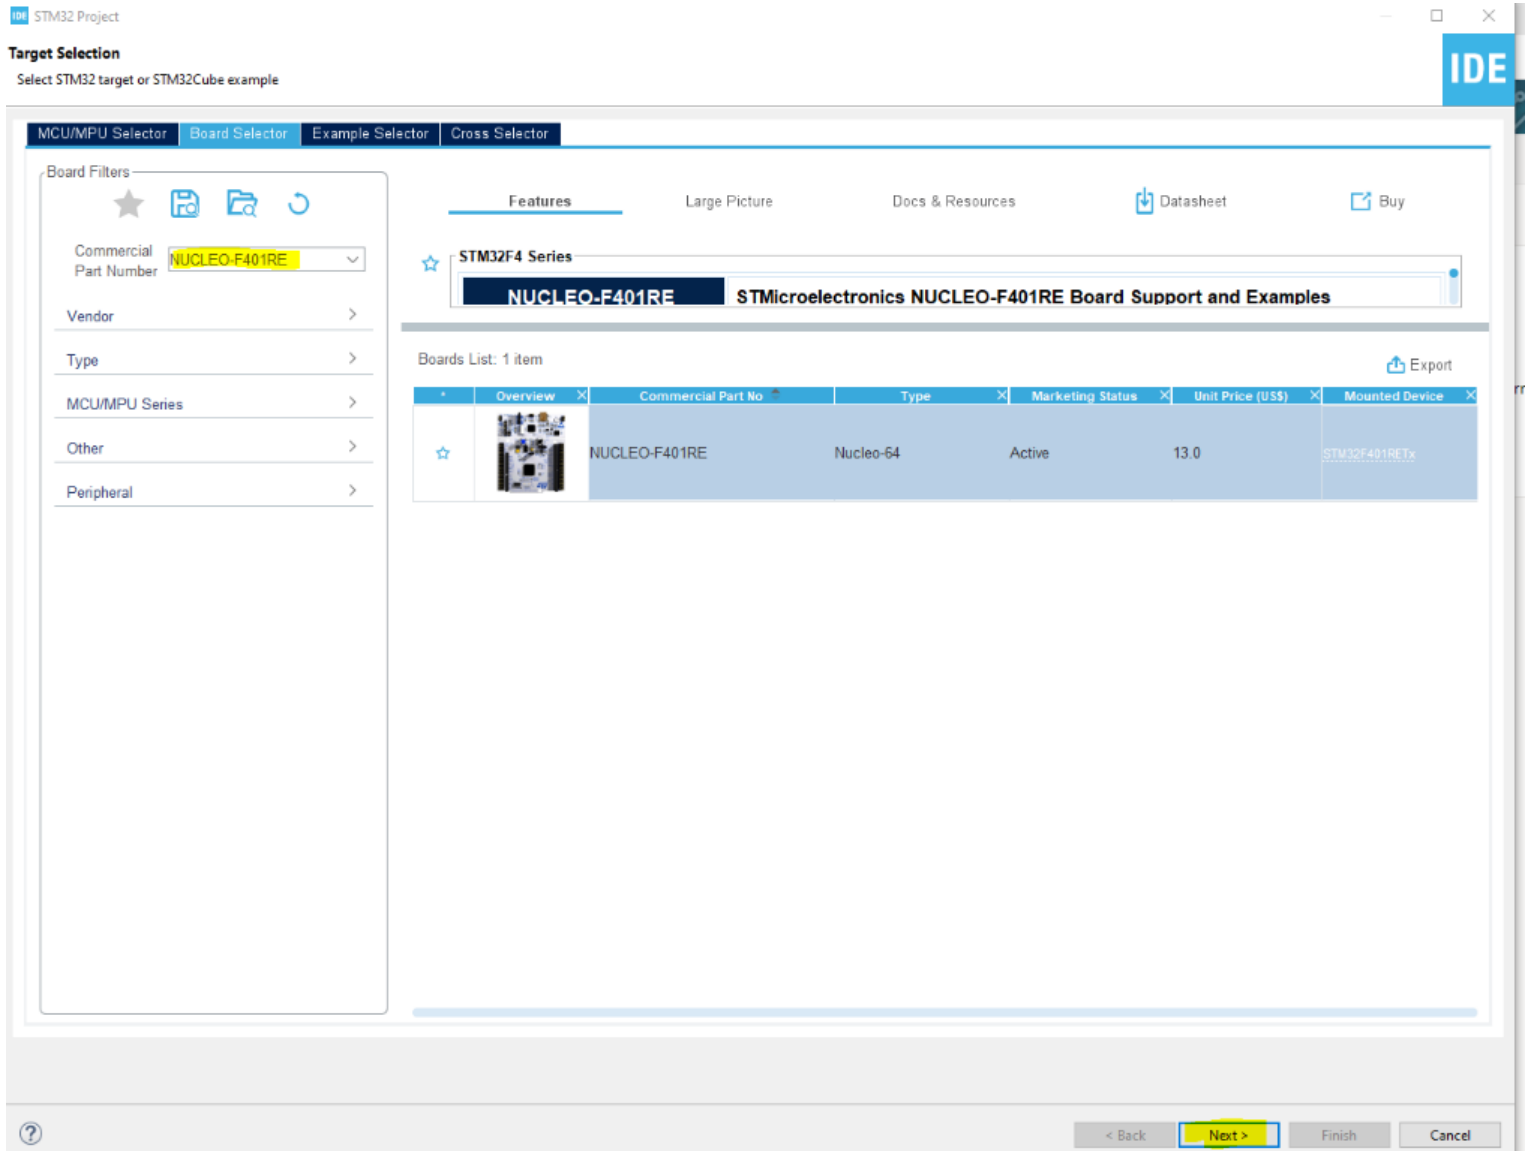 IDE STM32 Project
Target Selection
Select STM32 target or STM32Cube example
IDE
MCU/MPU Selector Board Selector Example Selector Cross Selector
Board Filters
Commercial Part Number NUCLEO-F401RE
Vendor
Type
MCU/MPU Series
Other
Peripheral
Features Large Picture Docs & Resources Datasheet Buy
STM32F4 Series
NUCLEO-F401RE STMicroelectronics NUCLEO-F401RE Board Support and Examples
Boards List: 1 item
Export
* Overview Commercial Part No Type Marketing Status Unit Price (US$) Mounted Device
NUCLEO-F401RE Nucleo-64 Active 13.0 STM32F401RETx
? < Back Next > Finish Cancel